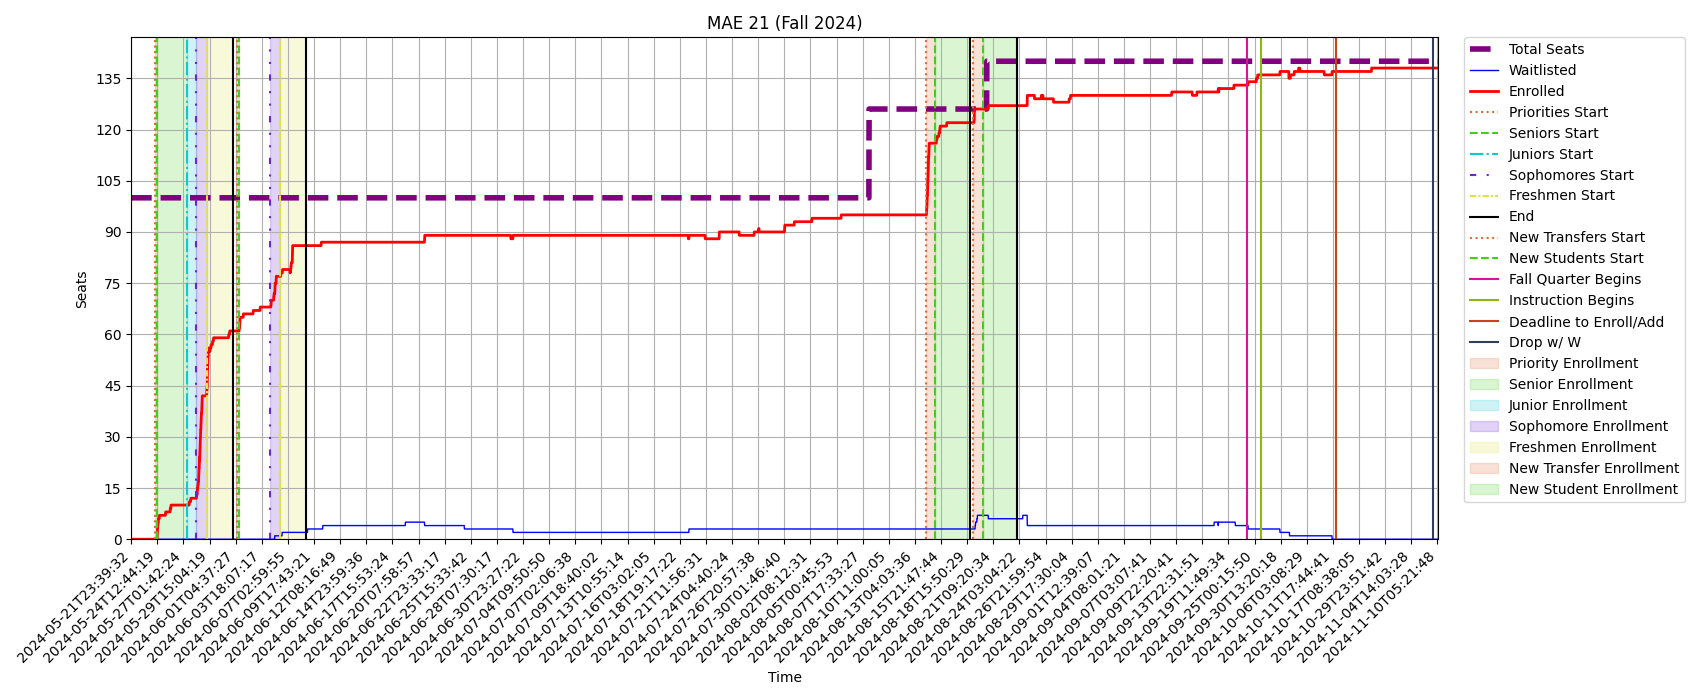 MAE 21 (Fall 2024)
Seats
135
120
105
90
75
60
45
30
15
0
2024-05-21T23:39:32
2024-05-24T12:44:19
2024-05-27T01:42:24
2024-05-29T15:04:19
2024-06-01T04:37:27
2024-06-03T18:07:17
2024-06-07T02:59:55
2024-06-09T17:43:21
2024-06-12T08:16:49
2024-06-14T23:59:36
2024-06-17T15:53:24
2024-06-20T07:58:57
2024-06-22T23:33:17
2024-06-25T15:33:42
2024-06-28T07:30:17
2024-06-30T23:27:22
2024-07-04T09:50:50
2024-07-07T02:06:38
2024-07-09T18:40:02
2024-07-13T10:55:14
2024-07-16T03:02:05
2024-07-18T19:17:22
2024-07-21T11:56:31
2024-07-24T04:40:24
2024-07-26T20:57:38
2024-07-30T01:46:40
2024-08-02T08:12:31
2024-08-05T00:45:53
2024-08-07T17:33:27
2024-08-10T11:00:05
2024-08-13T04:03:36
2024-08-15T21:47:44
2024-08-18T15:50:29
2024-08-21T09:20:34
2024-08-24T03:04:22
2024-08-26T21:59:54
2024-08-29T17:30:04
2024-09-01T12:39:07
2024-09-04T08:01:21
2024-09-07T03:07:41
2024-09-09T22:20:41
2024-09-13T22:31:51
2024-09-19T11:49:34
2024-09-25T00:15:50
2024-09-30T13:20:18
2024-10-06T03:08:29
2024-10-11T17:44:41
2024-10-17T08:38:05
2024-10-29T23:51:42
2024-11-04T14:03:28
2024-11-10T05:21:48
Time
Total Seats
Waitlisted
Enrolled
Priorities Start
Seniors Start
Juniors Start
Sophomores Start
Freshmen Start
End
New Transfers Start
New Students Start
Fall Quarter Begins
Instruction Begins
Deadline to Enroll/Add
Drop w/ W
Priority Enrollment
Senior Enrollment
Junior Enrollment
Sophomore Enrollment
Freshmen Enrollment
New Transfer Enrollment
New Student Enrollment